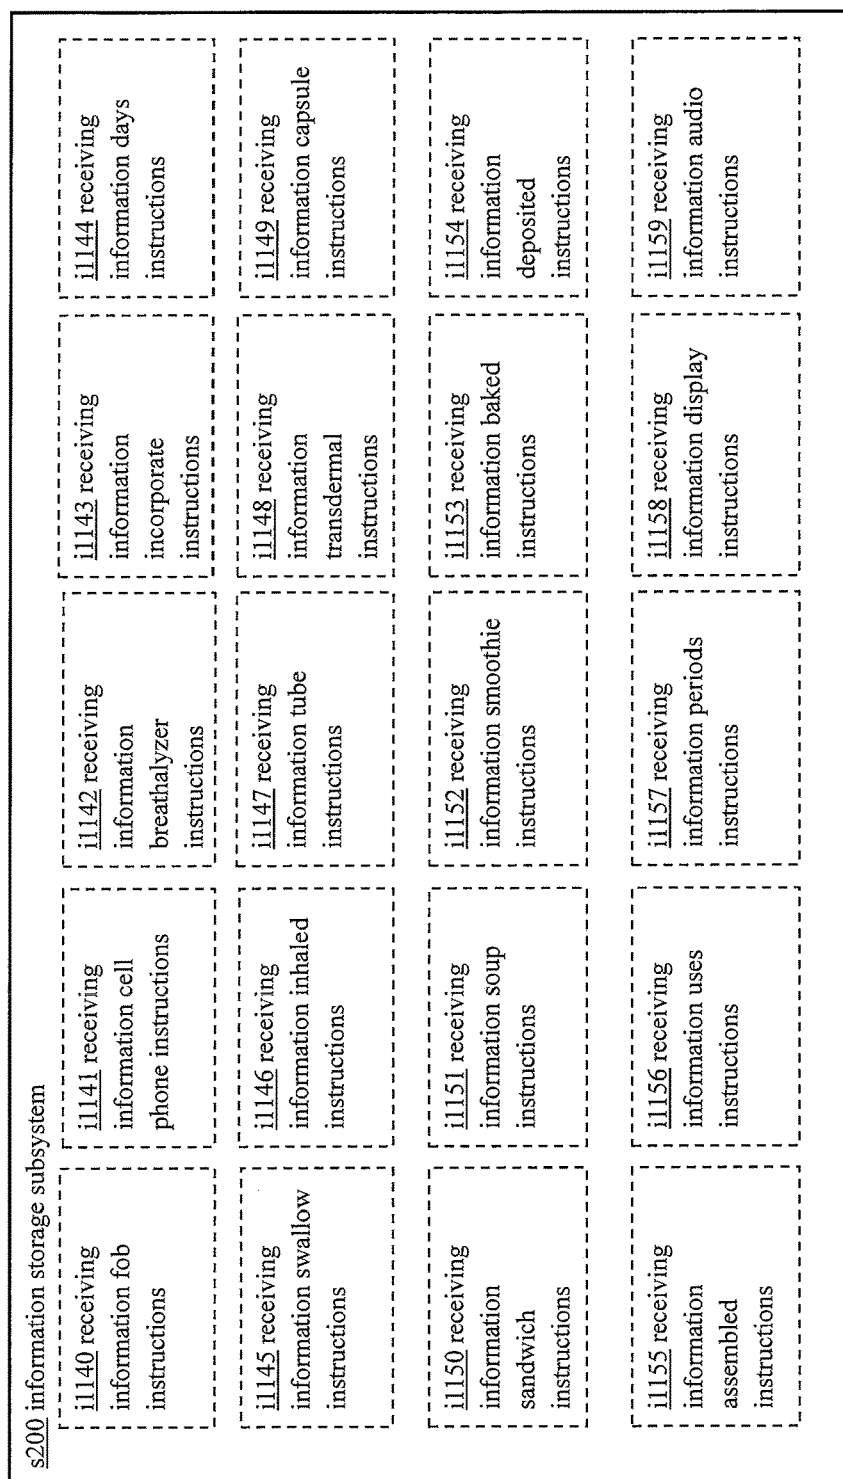 s200 information storage subsystem
i1140 receiving
information fob
instructions
i1141 receiving
information cell
phone instructions
i1142 receiving
information
breathalyzer
instructions
i1143 receiving
information
incorporate
instructions
i1144 receiving
information days
instructions
i1145 receiving
information swallow
instructions
i1146 receiving
information inhaled
instructions
i1147 receiving
information tube
instructions
i1148 receiving
information
transdermal
instructions
i1149 receiving
information capsule
instructions
i1150 receiving
information
sandwich
instructions
i1151 receiving
information soup
instructions
i1152 receiving
information smoothie
instructions
i1153 receiving
information baked
instructions
i1154 receiving
information
deposited
instructions
i1155 receiving
information
assembled
instructions
i1156 receiving
information uses
instructions
i1157 receiving
information periods
instructions
i1158 receiving
information display
instructions
i1159 receiving
information audio
instructions